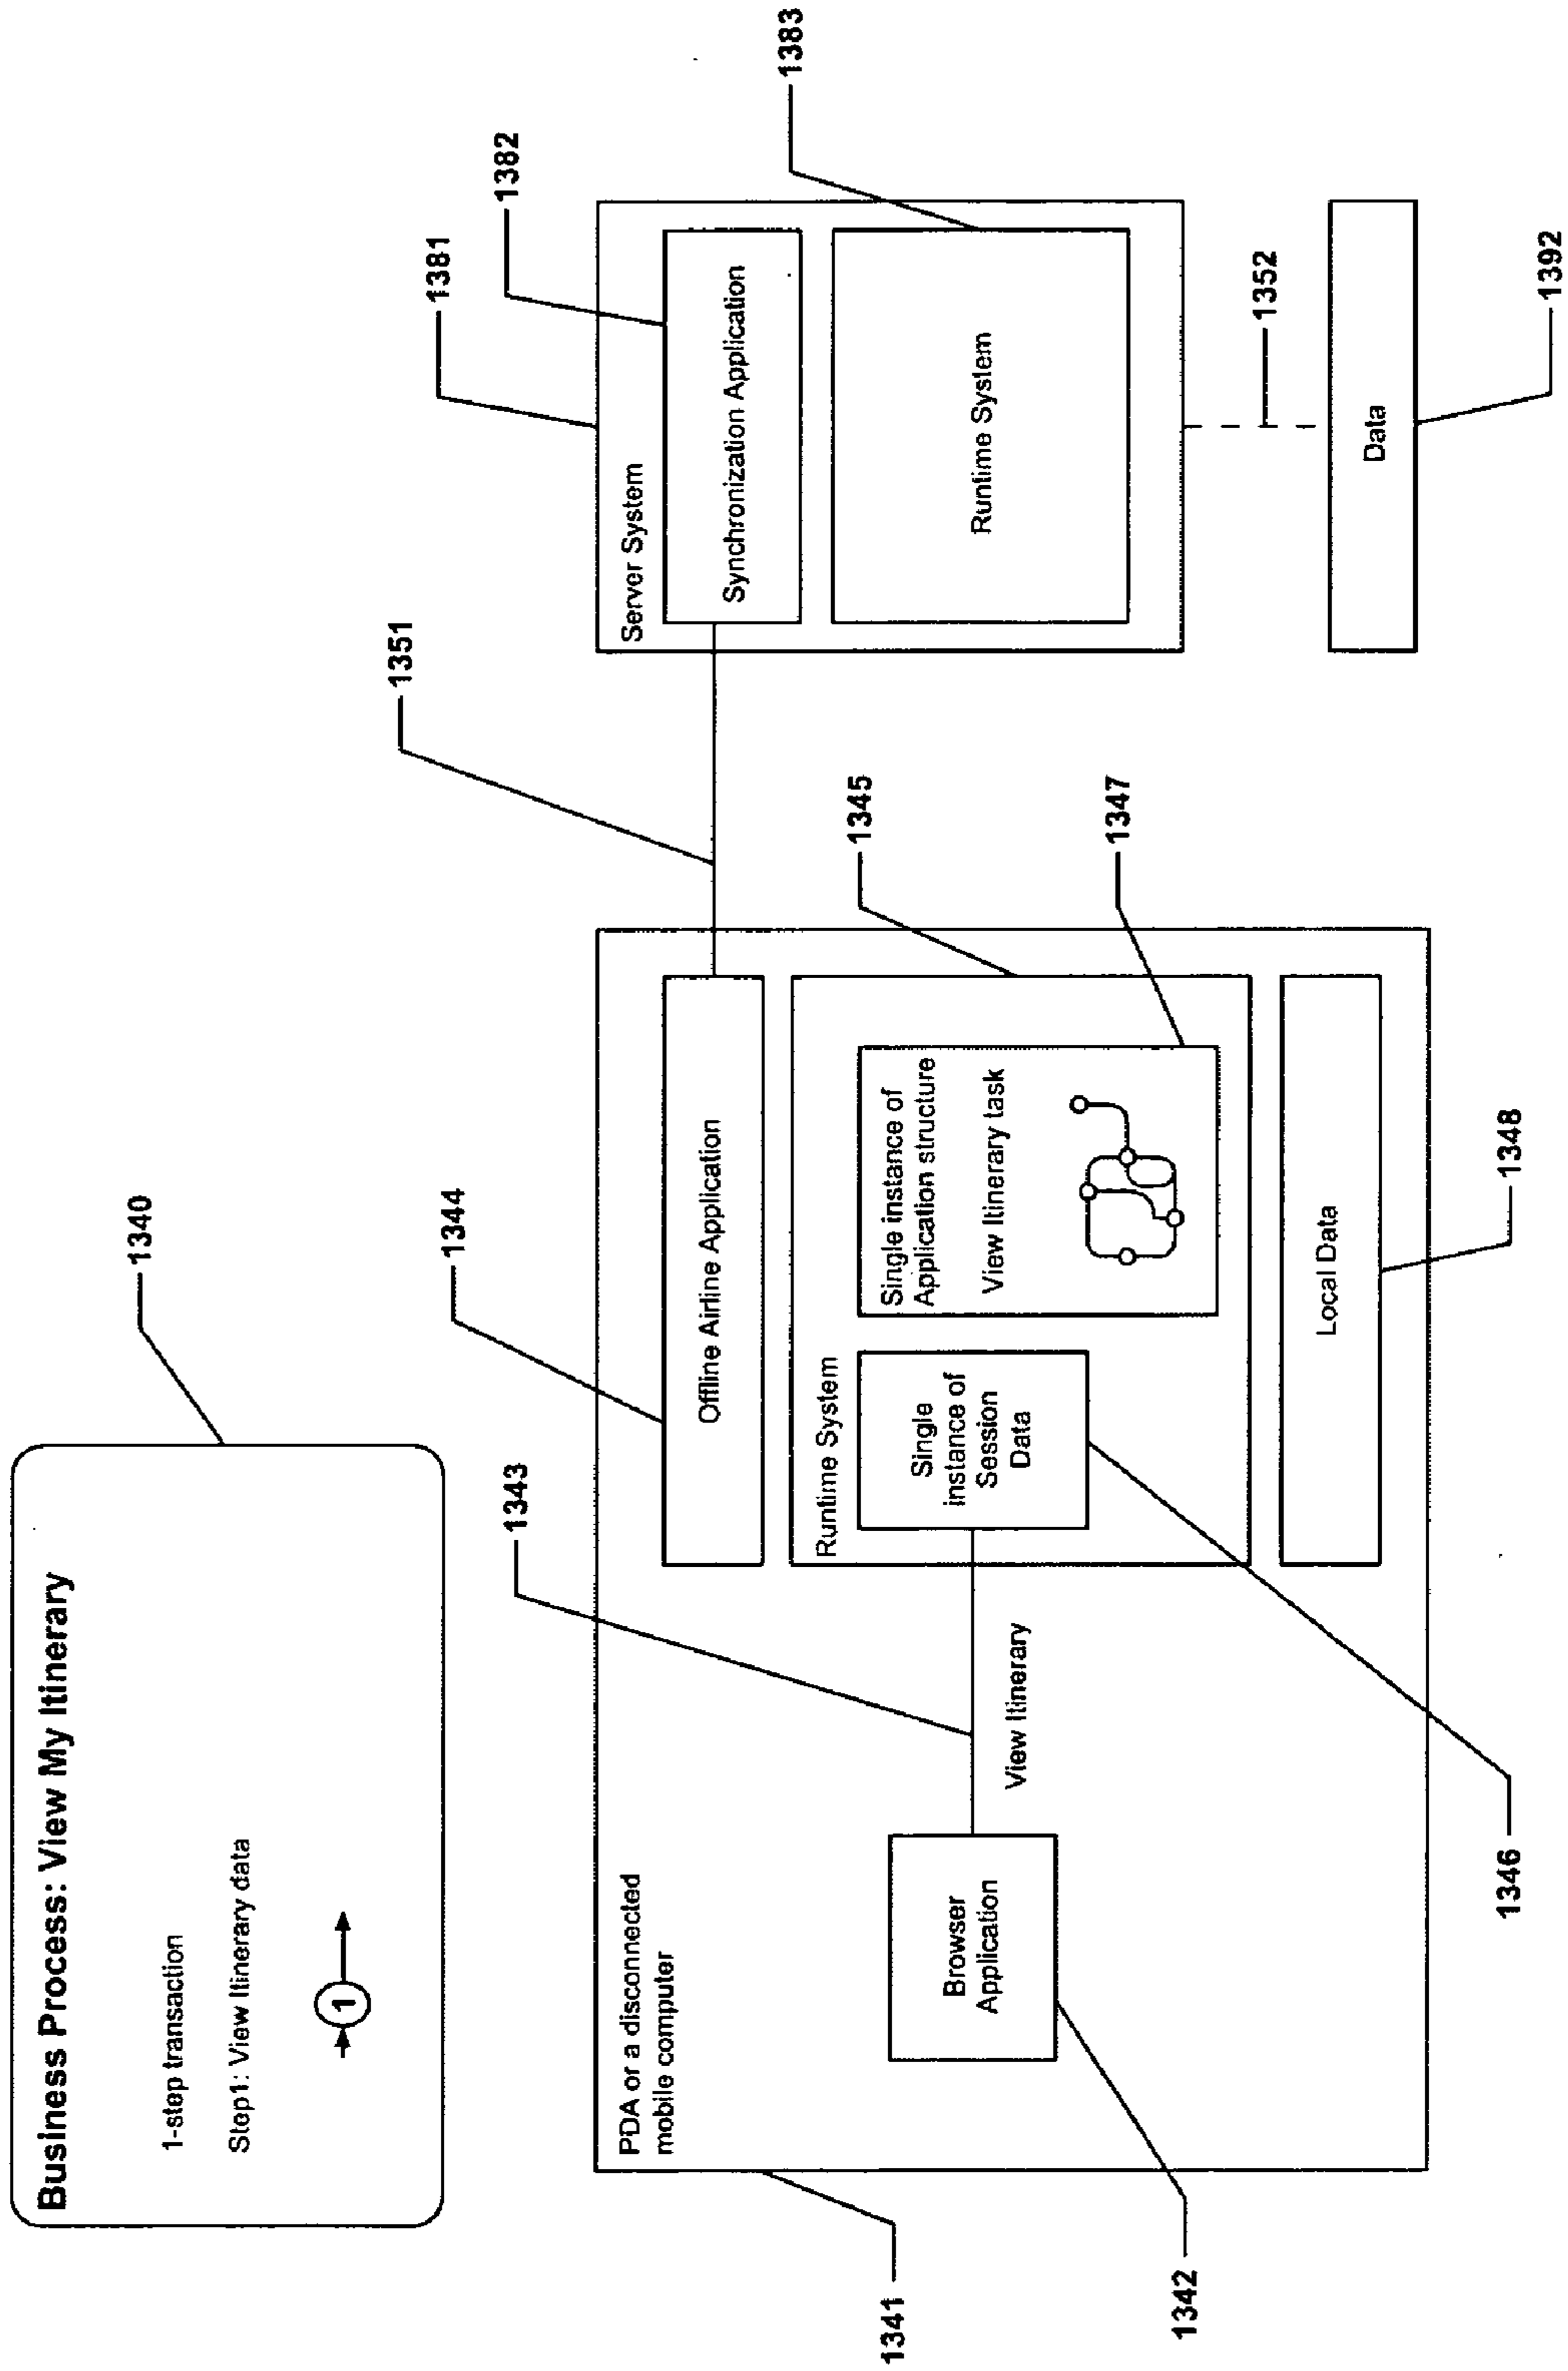 Business Process: View My Itinerary
1-step transaction
Step1: View Itinerary data
1
1340
PDA or a disconnected
mobile computer
1341
Browser
Application
1342
View Itinerary
1343
Offline Airline Application
1344
Runtime System
1345
Single
instance of
Session
Data
1346
Single instance of
Application structure
View Itinerary task
1347
Local Data
1348
1351
Server System
1381
Synchronization Application
1382
Runtime System
1383
1352
Data
1392